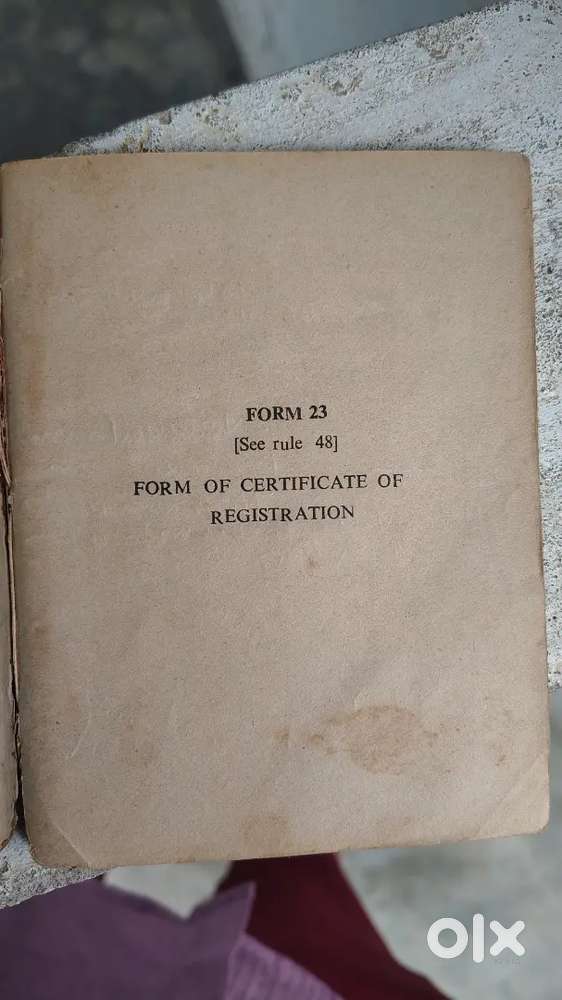 FORM 23
[See rule 48]
FORM OF CERTIFICATE OF
REGISTRATION
olx